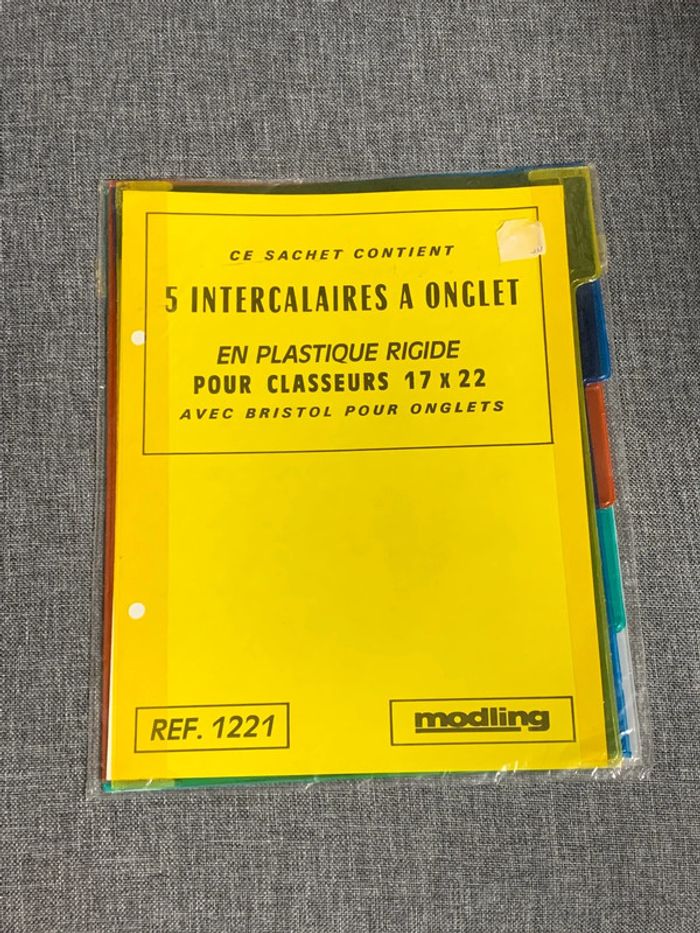 CE SACHET CONTIENT
5 INTERCALAIRES A ONGLET
EN PLASTIQUE RIGIDE
POUR CLASSEURS 17 x 22
AVEC BRISTOL POUR ONGLETS
REF. 1221
modling